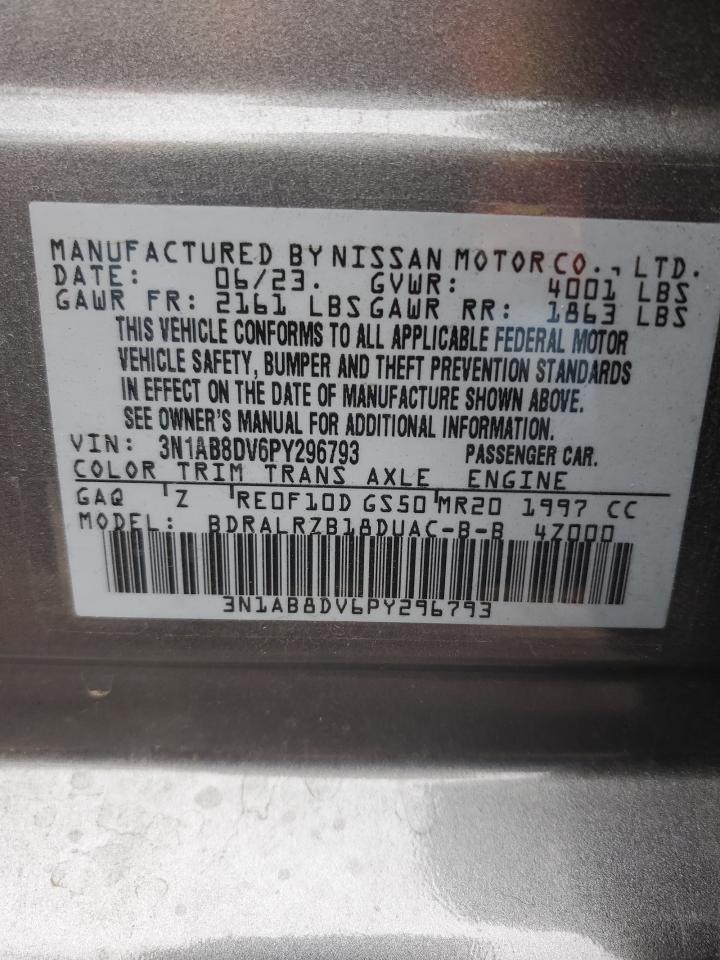 MANUFACTURED BY NISSAN MOTOR CO., LTD.
DATE: 06/23. GVWR: 4001 LBS
GAWR FR: 2161 LBS GAWR RR: 1863 LBS
THIS VEHICLE CONFORMS TO ALL APPLICABLE FEDERAL MOTOR
VEHICLE SAFETY, BUMPER AND THEFT PREVENTION STANDARDS
IN EFFECT ON THE DATE OF MANUFACTURE SHOWN ABOVE.
SEE OWNER'S MANUAL FOR ADDITIONAL INFORMATION.
VIN: 3N1AB8DV6PY296793 PASSENGER CAR.
COLOR TRIM TRANS AXLE ENGINE
GAQ Z RE0F10D GS50 MR20 1997 CC
MODEL: BDRALRZB18DUAC-B-B 4Z000
3N1AB8DV6PY296793